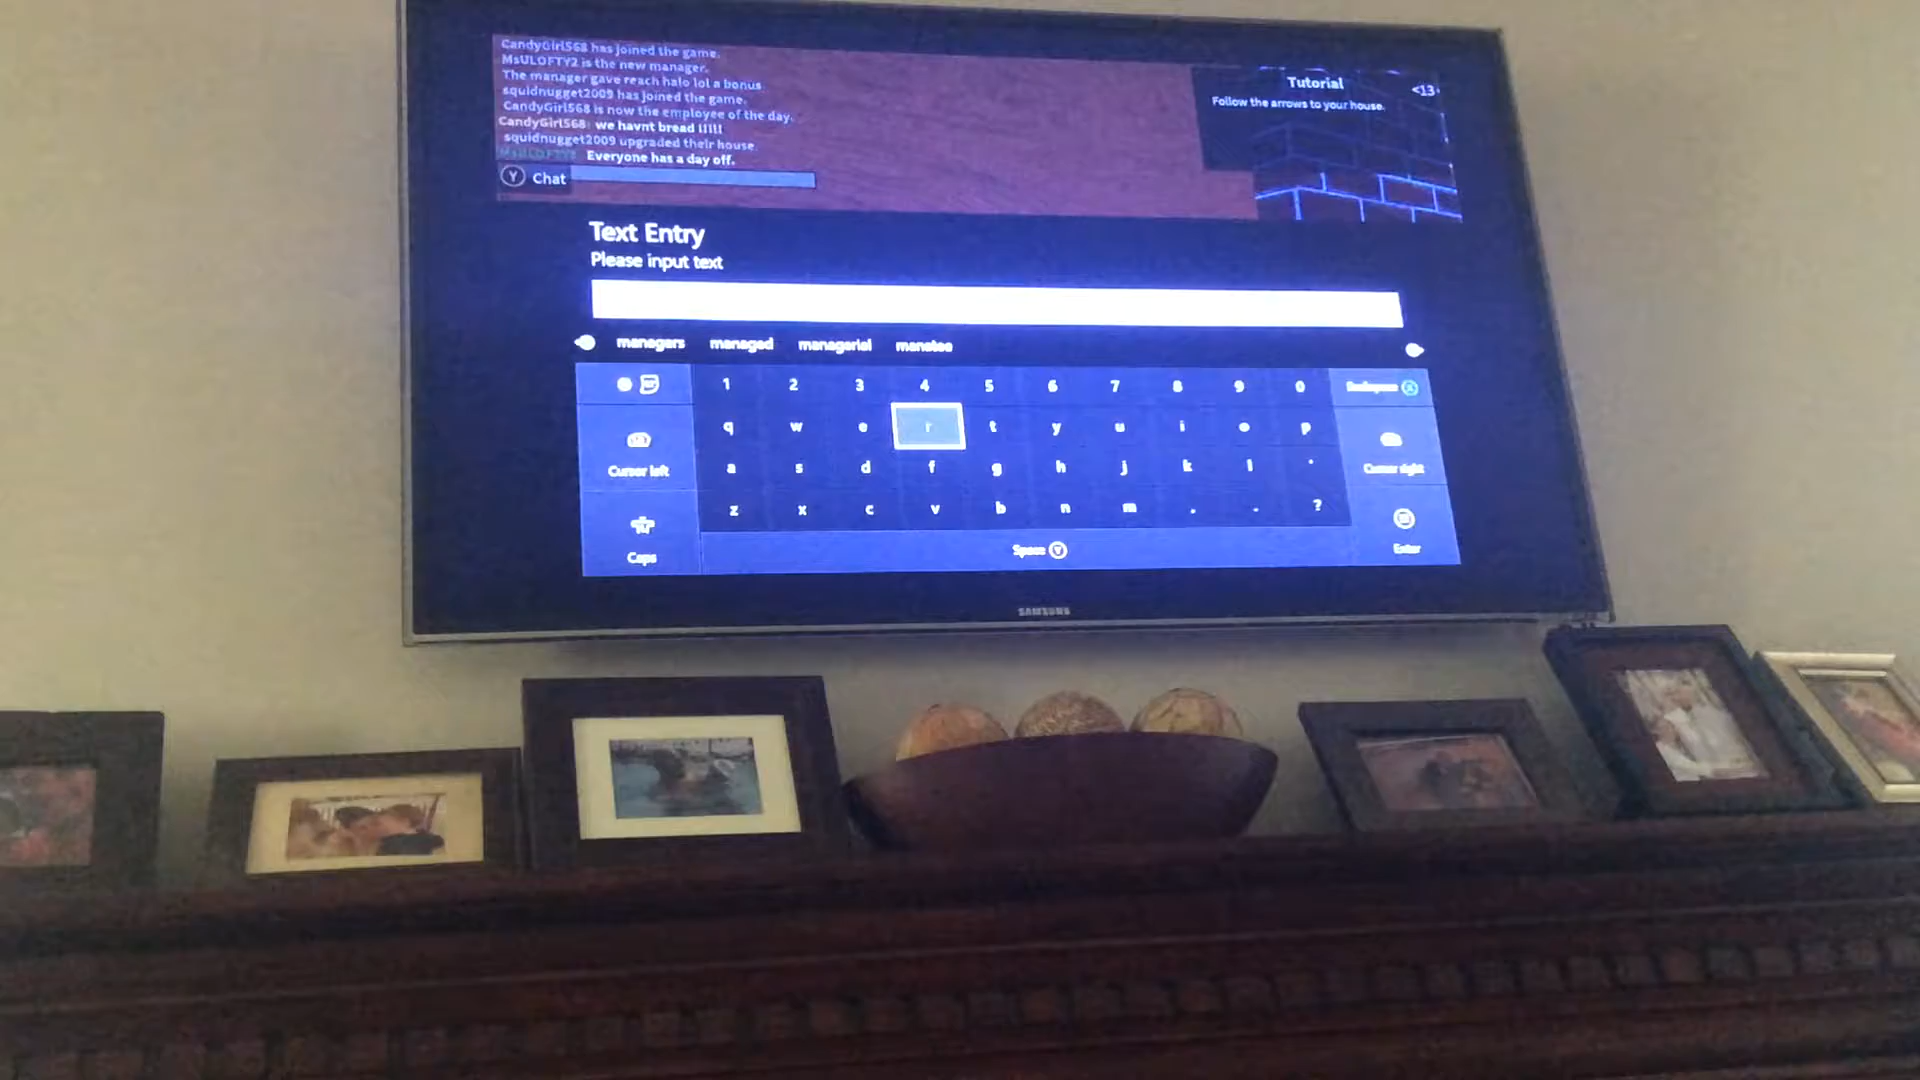 CandyGirl568 has joined the game.
MsULOFTY2 is the new manager.
The manager gave reach halo lol a bonus
squidnugget2009 has joined the game.
CandyGirl568 is now the employee of the day.
CandyGirl568: we havnt bread !!!!!
squidnugget2009 upgraded their house.
MsULOFTY2: Everyone has a day off.
Y Chat
Tutorial
<13+
Follow the arrows to your house.
Text Entry
Please input text
managers managed managerial manatee
1 2 3 4 5 6 7 8 9 0 Backspace X
q w e r t y u i o p
Cursor left a s d f g h j k l ' Cursor right
z x c v b n m , . ?
Caps Space Y Enter
SAMSUNG